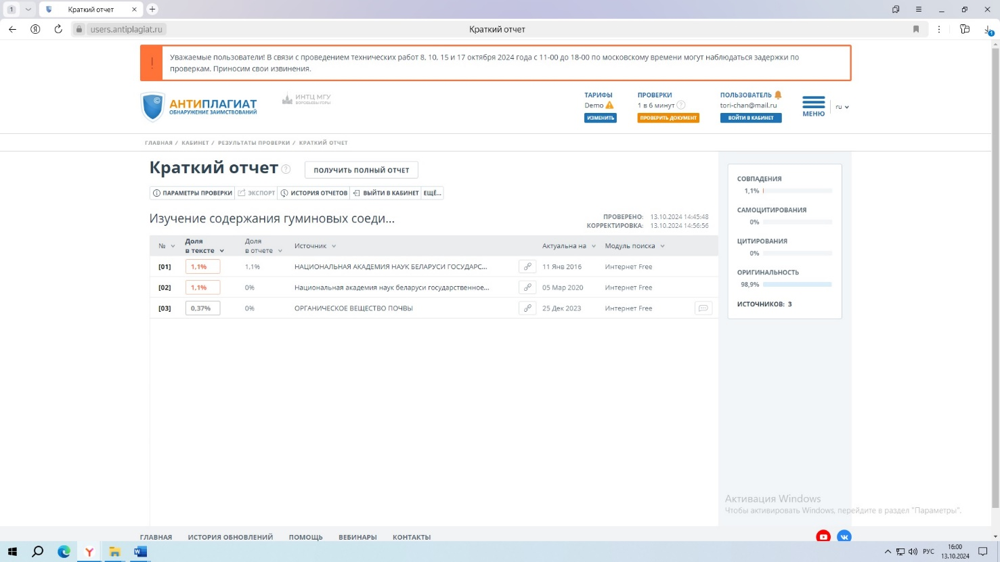 1
Краткий отчет
users.antiplagiat.ru
Краткий отчет
1
!
Уважаемые пользователи! В связи с проведением технических работ 8, 10, 15 и 17 октября 2024 года с 11-00 до 18-00 по московскому времени могут наблюдаться задержки по
проверкам. Приносим свои извинения.
©
АНТИПЛАГИАТ
ОБНАРУЖЕНИЕ ЗАИМСТВОВАНИЙ
ИНТЦ МГУ
ВОРОБЬЕВЫ ГОРЫ
ТАРИФЫ
Demo
ИЗМЕНИТЬ
ПРОВЕРКИ
1 в 6 минут ?
ПРОВЕРИТЬ ДОКУМЕНТ
ПОЛЬЗОВАТЕЛЬ
tori-chan@mail.ru
ВОЙТИ В КАБИНЕТ
МЕНЮ
ru
ГЛАВНАЯ / КАБИНЕТ / РЕЗУЛЬТАТЫ ПРОВЕРКИ / КРАТКИЙ ОТЧЕТ
Краткий отчет ?
ПОЛУЧИТЬ ПОЛНЫЙ ОТЧЕТ
ПАРАМЕТРЫ ПРОВЕРКИ ЭКСПОРТ ИСТОРИЯ ОТЧЕТОВ ВЫЙТИ В КАБИНЕТ ЕЩЁ...
Изучение содержания гуминовых соеди...
ПРОВЕРЕНО: 13.10.2024 14:45:48
КОРРЕКТИРОВКА: 13.10.2024 14:56:56
№ Доля в тексте Доля в отчете Источник Актуальна на Модуль поиска
[01] 1,1% 1,1% НАЦИОНАЛЬНАЯ АКАДЕМИЯ НАУК БЕЛАРУСИ ГОСУДАРС... 11 Янв 2016 Интернет Free
[02] 1,1% 0% Национальная академия наук беларуси государственное... 05 Мар 2020 Интернет Free
[03] 0,37% 0% ОРГАНИЧЕСКОЕ ВЕЩЕСТВО ПОЧВЫ 25 Дек 2023 Интернет Free
СОВПАДЕНИЯ
1,1%
САМОЦИТИРОВАНИЯ
0%
ЦИТИРОВАНИЯ
0%
ОРИГИНАЛЬНОСТЬ
98,9%
ИСТОЧНИКОВ: 3
Активация Windows
Чтобы активировать Windows, перейдите в раздел "Параметры".
ГЛАВНАЯ ИСТОРИЯ ОБНОВЛЕНИЙ ПОМОЩЬ ВЕБИНАРЫ КОНТАКТЫ
РУС
16:00
13.10.2024